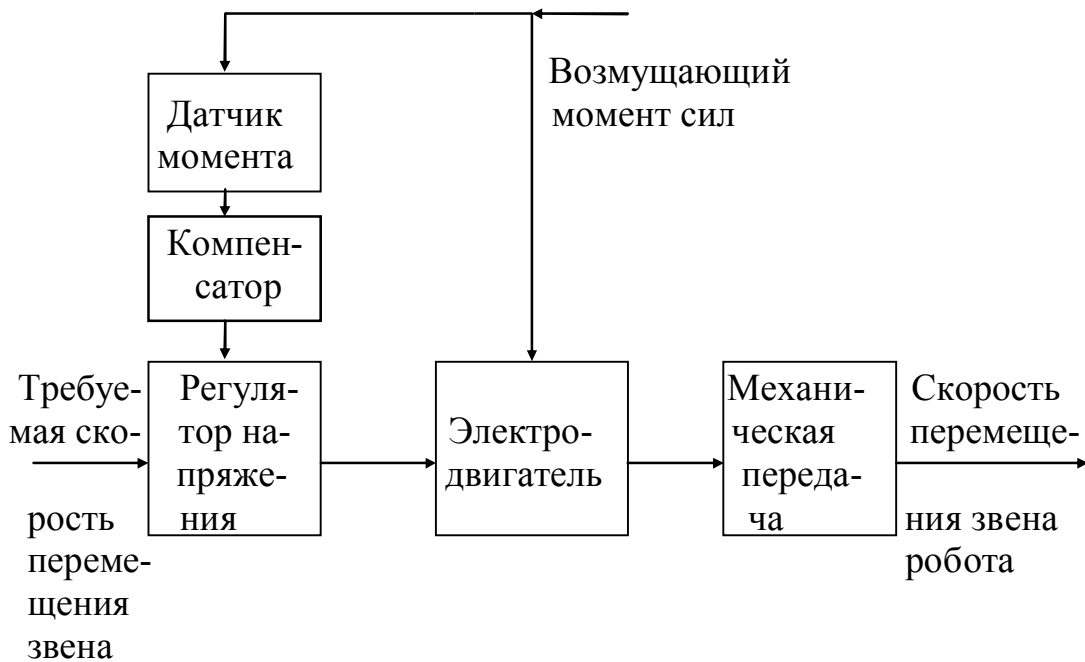 Возмущающий
момент сил
Датчик
момента
Компен-
сатор
Требуе-
мая ско-
рость
переме-
щения
звена
Регуля-
тор на-
пряже-
ния
Электро-
двигатель
Механи-
ческая
переда-
ча
Скорость
перемеще-
ния звена
робота